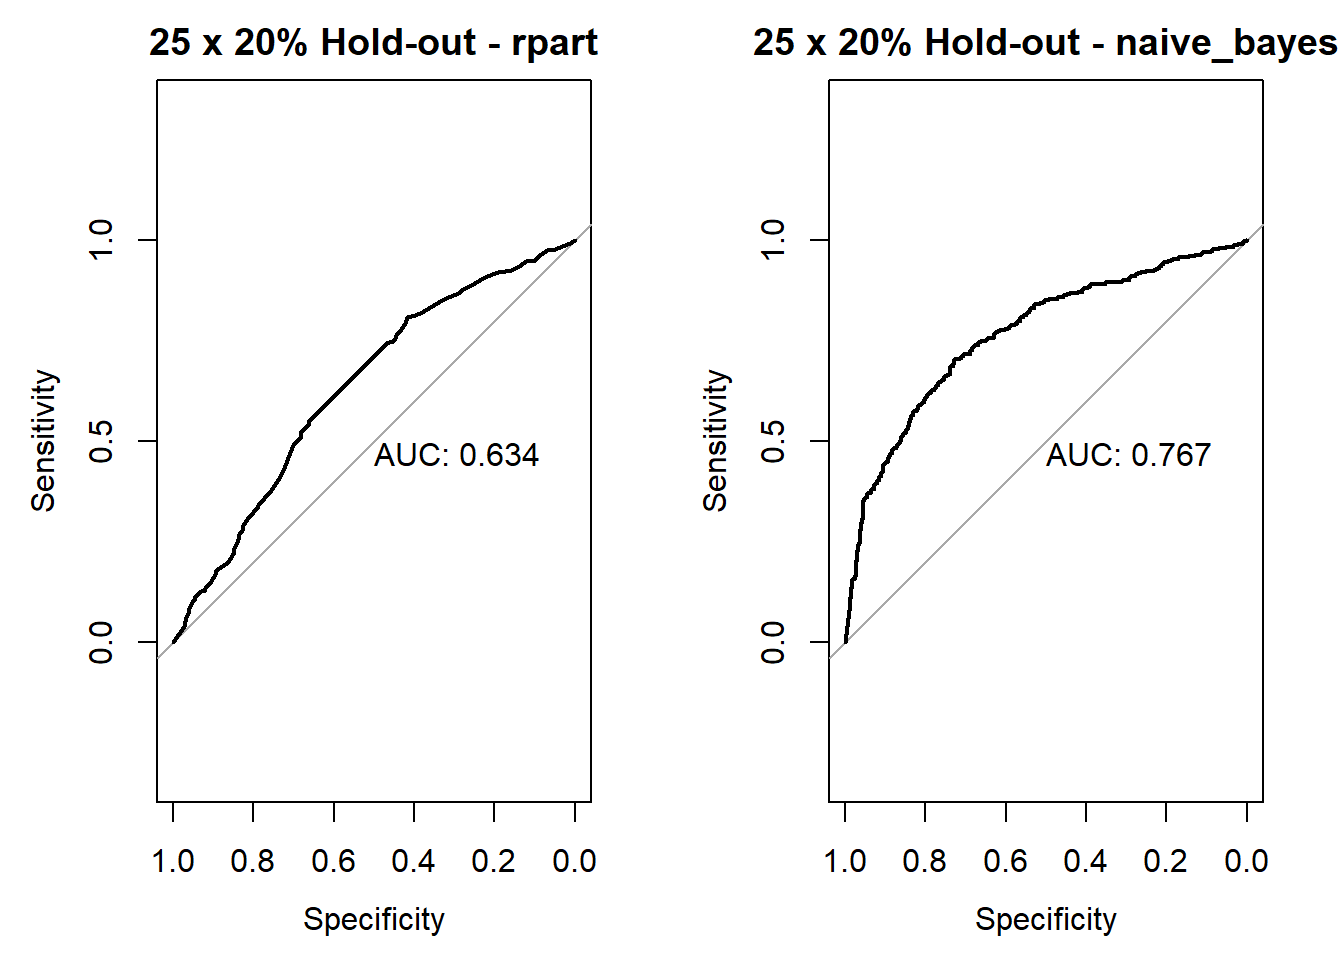 25 x 20% Hold-out - rpart
1.0
0.5
0.0
Sensitivity
AUC: 0.634
1.0 0.8 0.6 0.4 0.2 0.0
Specificity
25 x 20% Hold-out - naive_bayes
1.0
0.5
0.0
Sensitivity
AUC: 0.767
1.0 0.8 0.6 0.4 0.2 0.0
Specificity